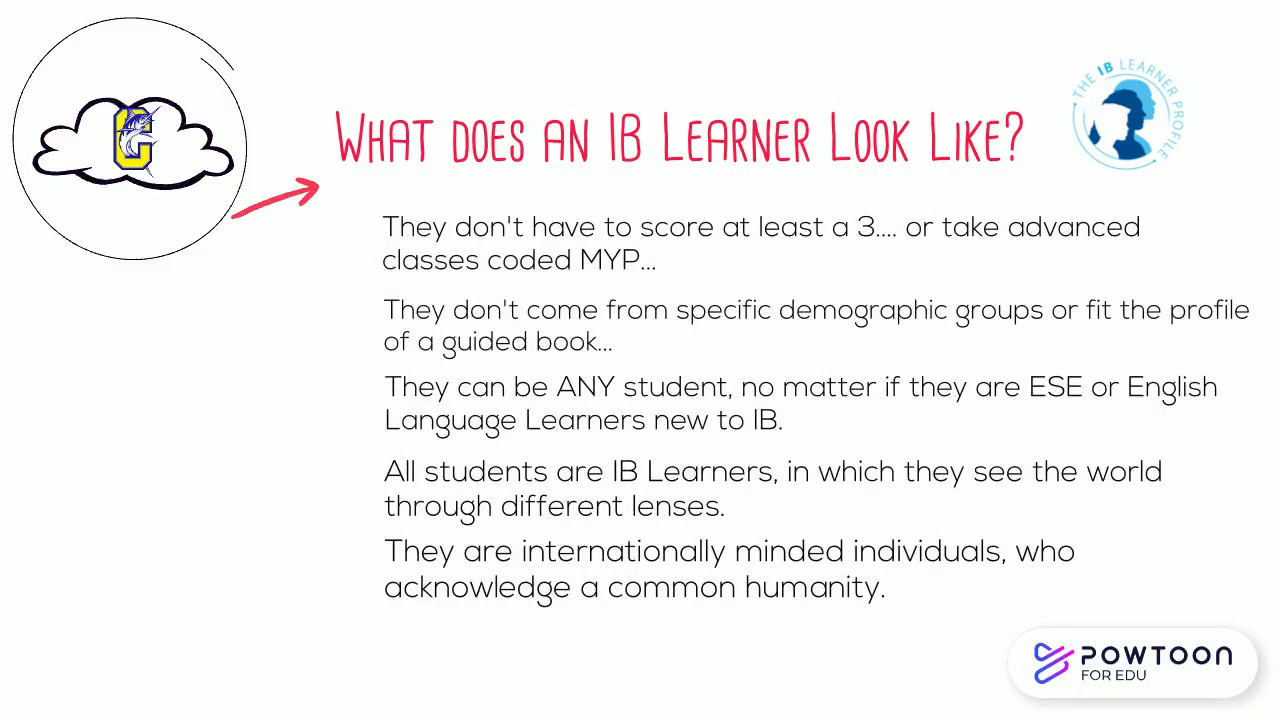 C
THE IB LEARNER PROFILE
What does an IB Learner Look Like?
They don't have to score at least a 3.... or take advanced
classes coded MYP...
They don't come from specific demographic groups or fit the profile
of a guided book...
They can be ANY student, no matter if they are ESE or English
Language Learners new to IB.
All students are IB Learners, in which they see the world
through different lenses.
They are internationally minded individuals, who
acknowledge a common humanity.
POWTOON
FOR EDU